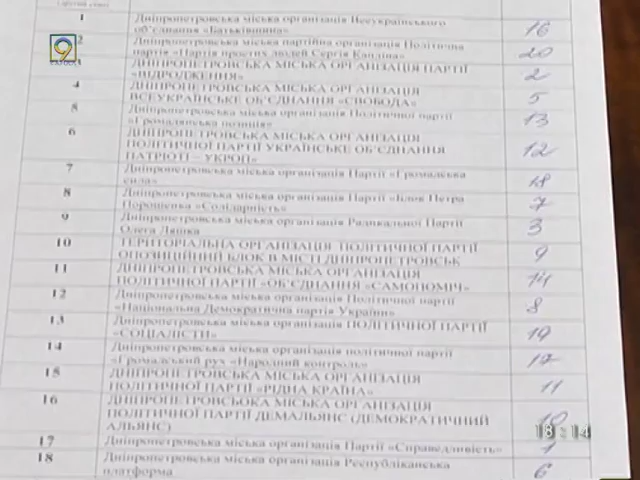 1 Дніпропетровська міська організація Всеукраїнського
об'єднання «Батьківщина» 16
2 Дніпропетровська міська партійна організація Політична
партія «Партія простих людей Сергія Капліна» 20
3 ДНІПРОПЕТРОВСЬКА МІСЬКА ОРГАНІЗАЦІЯ ПАРТІЇ
«ВІДРОДЖЕННЯ» 2
4 ДНІПРОПЕТРОВСЬКА МІСЬКА ОРГАНІЗАЦІЯ
ВСЕУКРАЇНСЬКЕ ОБ'ЄДНАННЯ «СВОБОДА» 5
5 Дніпропетровська міська організація Політичної партії
«Громадянська позиція» 13
6 ДНІПРОПЕТРОВСЬКА МІСЬКА ОРГАНІЗАЦІЯ
ПОЛІТИЧНОЇ ПАРТІЇ УКРАЇНСЬКЕ ОБ'ЄДНАННЯ
ПАТРІОТІВ – УКРОП» 12
7 Дніпропетровська міська організація Партії «Громадська
сила» 18
8 Дніпропетровська міська організація Партії «Блок Петра
Порошенка «Солідарність» 7
9 Дніпропетровська міська організація Радикальної Партії
Олега Ляшка 3
10 ТЕРИТОРІАЛЬНА ОРГАНІЗАЦІЯ ПОЛІТИЧНОЇ ПАРТІЇ
ОПОЗИЦІЙНИЙ БЛОК В МІСТІ ДНІПРОПЕТРОВСЬК 9
11 ДНІПРОПЕТРОВСЬКА МІСЬКА ОРГАНІЗАЦІЯ
ПОЛІТИЧНОЇ ПАРТІЇ «ОБ'ЄДНАННЯ «САМОПОМІЧ» 14
12 Дніпропетровська міська організація Політичної партії
«Національна Демократична партія України» 8
13 Дніпропетровська міська організація ПОЛІТИЧНОЇ ПАРТІЇ
«СОЦІАЛІСТИ» 19
14 Дніпропетровська міська організація політичної партії
«Громадський рух «Народний контроль» 17
15 ДНІПРОПЕТРОВСЬКА МІСЬКА ОРГАНІЗАЦІЯ
ПОЛІТИЧНОЇ ПАРТІЇ «РІДНА КРАЇНА» 11
16 ДНІПРОПЕТРОВСЬКА МІСЬКА ОРГАНІЗАЦІЯ
ПОЛІТИЧНОЇ ПАРТІЇ ДЕМАЛЬЯНС (ДЕМОКРАТИЧНИЙ
АЛЬЯНС) 10
18:14
17 Дніпропетровська міська організація Партії «Справедливість»
18 Дніпропетровська міська організація Республіканська
платформа 6